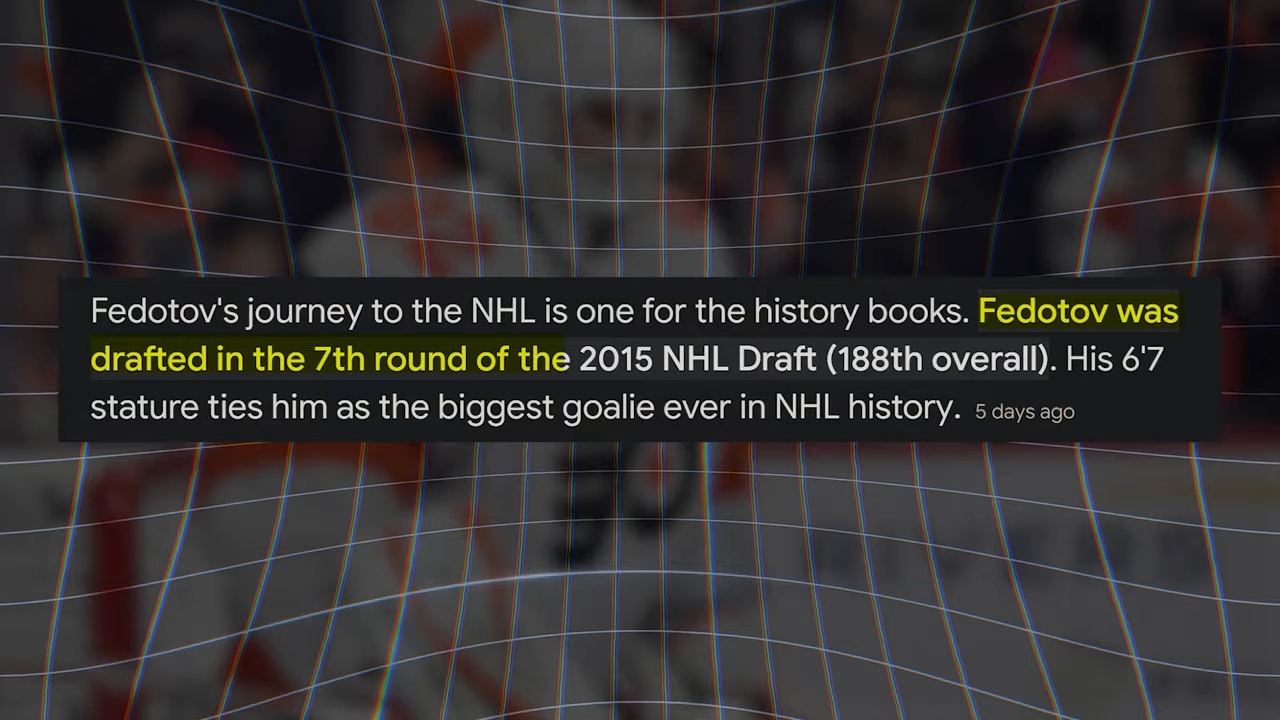 Fedotov's journey to the NHL is one for the history books. Fedotov was
drafted in the 7th round of the 2015 NHL Draft (188th overall). His 6'7
stature ties him as the biggest goalie ever in NHL history. 5 days ago